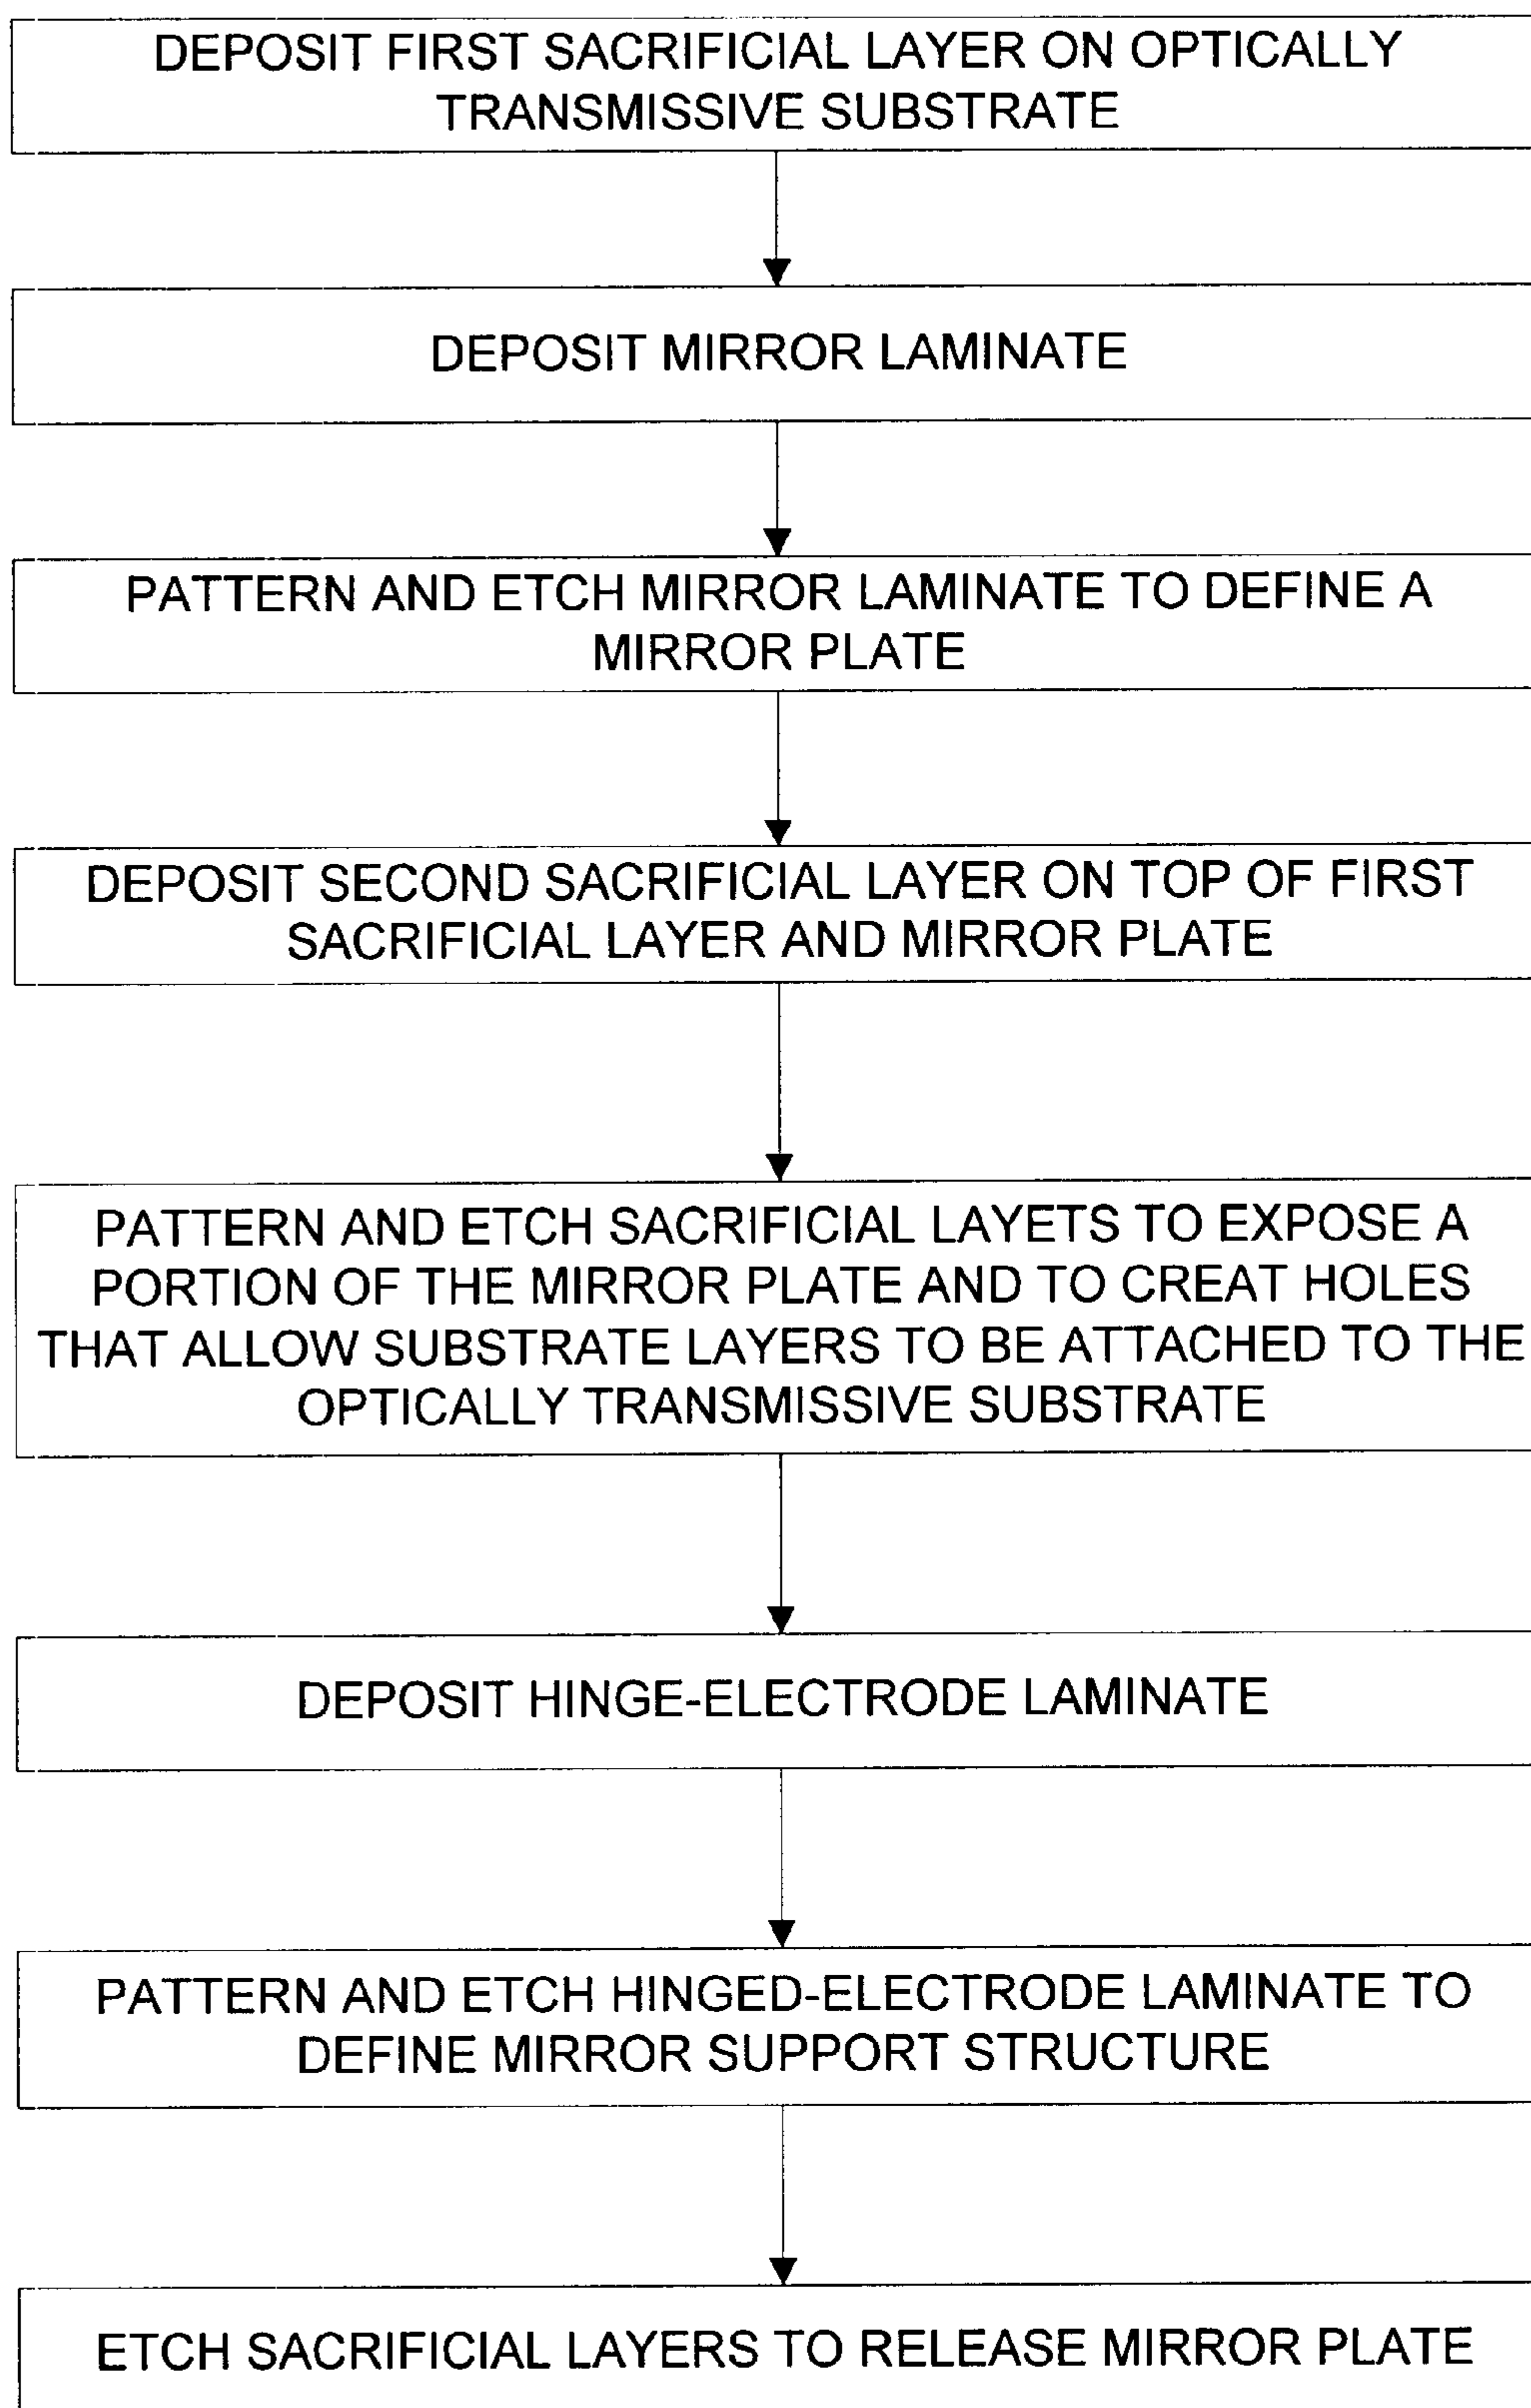 DEPOSIT FIRST SACRIFICIAL LAYER ON OPTICALLY
TRANSMISSIVE SUBSTRATE
DEPOSIT MIRROR LAMINATE
PATTERN AND ETCH MIRROR LAMINATE TO DEFINE A
MIRROR PLATE
DEPOSIT SECOND SACRIFICIAL LAYER ON TOP OF FIRST
SACRIFICIAL LAYER AND MIRROR PLATE
PATTERN AND ETCH SACRIFICIAL LAYETS TO EXPOSE A
PORTION OF THE MIRROR PLATE AND TO CREAT HOLES
THAT ALLOW SUBSTRATE LAYERS TO BE ATTACHED TO THE
OPTICALLY TRANSMISSIVE SUBSTRATE
DEPOSIT HINGE-ELECTRODE LAMINATE
PATTERN AND ETCH HINGED-ELECTRODE LAMINATE TO
DEFINE MIRROR SUPPORT STRUCTURE
ETCH SACRIFICIAL LAYERS TO RELEASE MIRROR PLATE